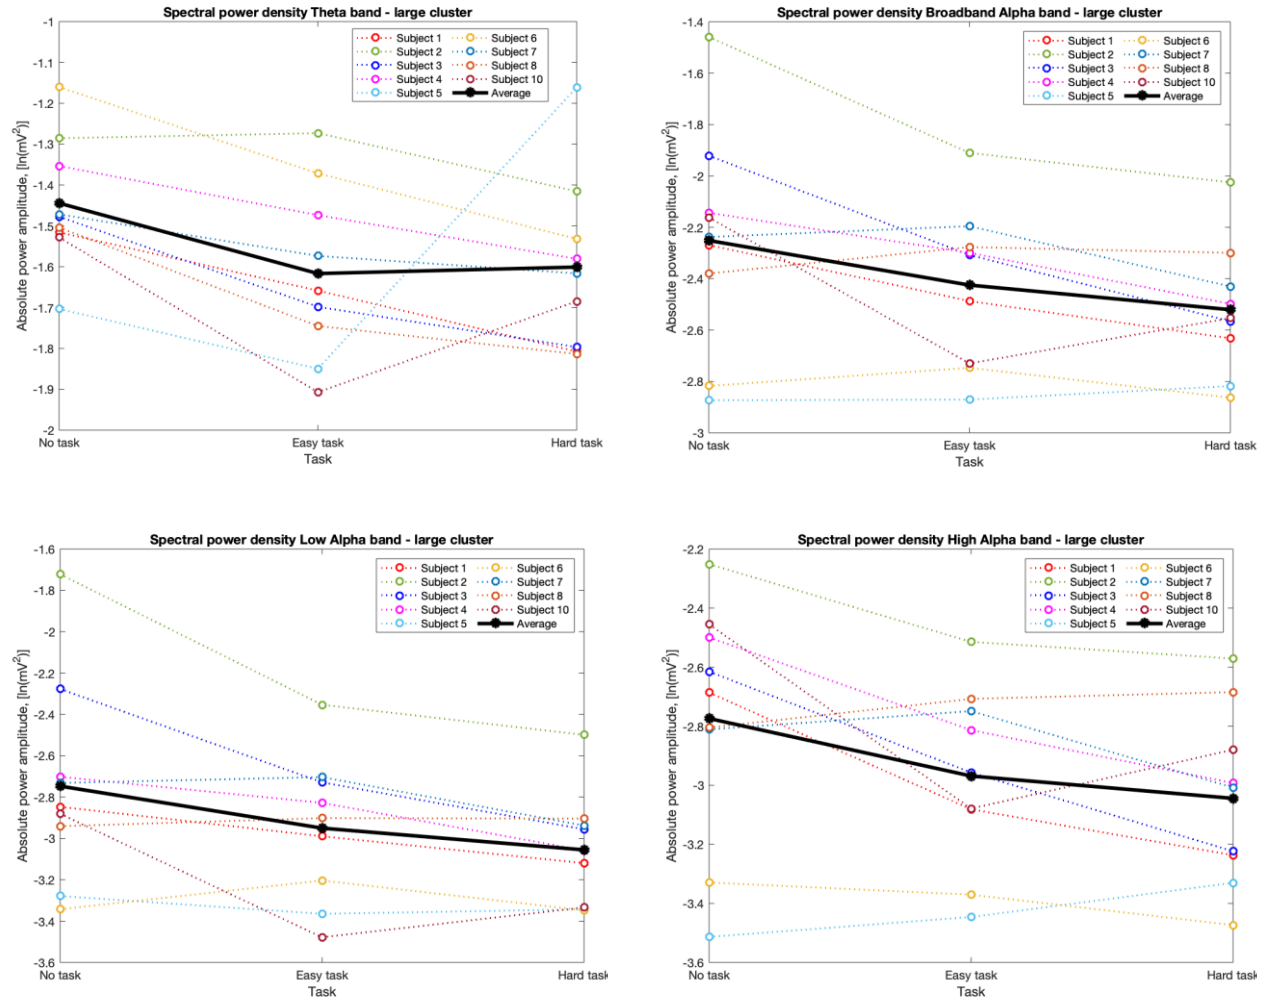 Spectral power density Theta band - large cluster
Absolute power amplitude, [ln(mV²)]
-1
-1.1
-1.2
-1.3
-1.4
-1.5
-1.6
-1.7
-1.8
-1.9
-2
Subject 1
Subject 2
Subject 3
Subject 4
Subject 5
Subject 6
Subject 7
Subject 8
Subject 10
Average
No task
Easy task
Hard task
Task
Spectral power density Broadband Alpha band - large cluster
Absolute power amplitude, [ln(mV²)]
-1.4
-1.6
-1.8
-2
-2.2
-2.4
-2.6
-2.8
-3
Subject 1
Subject 2
Subject 3
Subject 4
Subject 5
Subject 6
Subject 7
Subject 8
Subject 10
Average
No task
Easy task
Hard task
Task
Spectral power density Low Alpha band - large cluster
Absolute power amplitude, [ln(mV²)]
-1.6
-1.8
-2
-2.2
-2.4
-2.6
-2.8
-3
-3.2
-3.4
-3.6
Subject 1
Subject 2
Subject 3
Subject 4
Subject 5
Subject 6
Subject 7
Subject 8
Subject 10
Average
No task
Easy task
Hard task
Task
Spectral power density High Alpha band - large cluster
Absolute power amplitude, [ln(mV²)]
-2.2
-2.4
-2.6
-2.8
-3
-3.2
-3.4
-3.6
Subject 1
Subject 2
Subject 3
Subject 4
Subject 5
Subject 6
Subject 7
Subject 8
Subject 10
Average
No task
Easy task
Hard task
Task